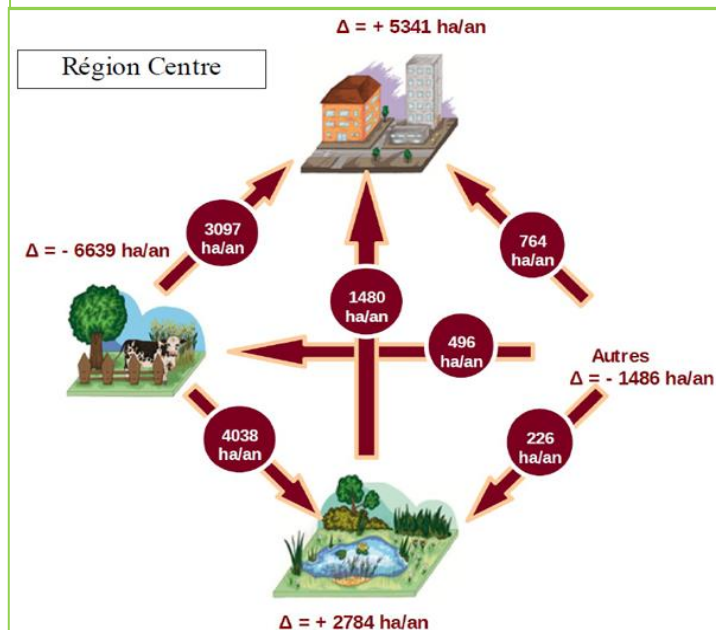 Δ = + 5341 ha/an
Région Centre
3097
ha/an
764
ha/an
Δ = - 6639 ha/an
1480
ha/an
496
ha/an
Autres
Δ = - 1486 ha/an
4038
ha/an
226
ha/an
Δ = + 2784 ha/an